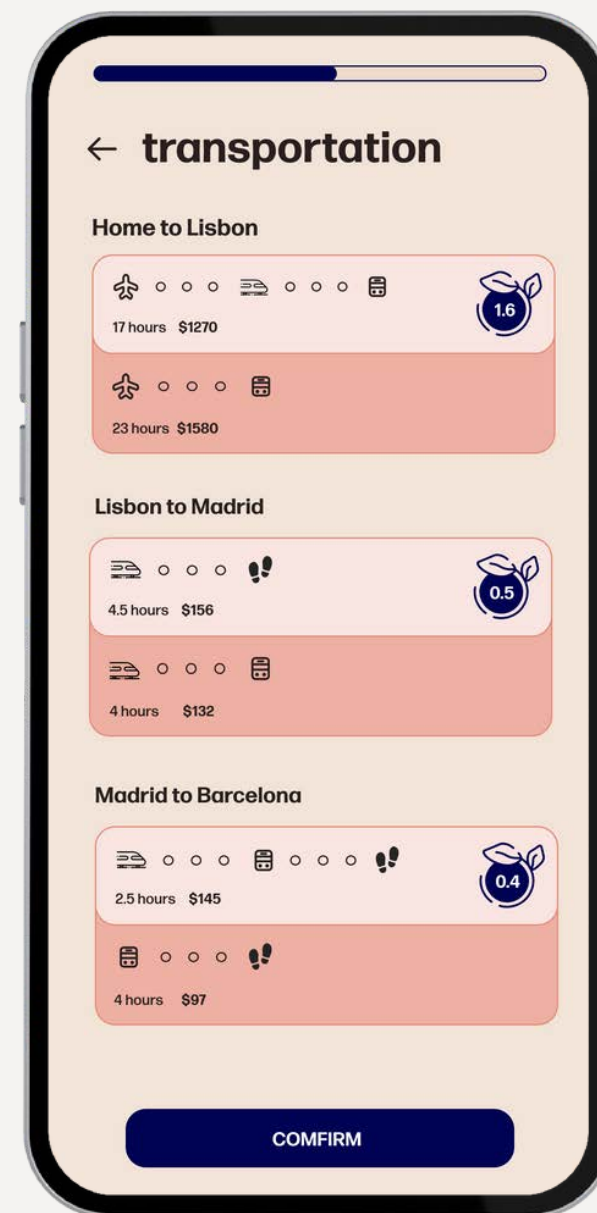 transportation
Home to Lisbon
1.6
17 hours $1270
23 hours $1580
Lisbon to Madrid
0.5
4.5 hours $156
4 hours $132
Madrid to Barcelona
0.4
2.5 hours $145
4 hours $97
COMFIRM